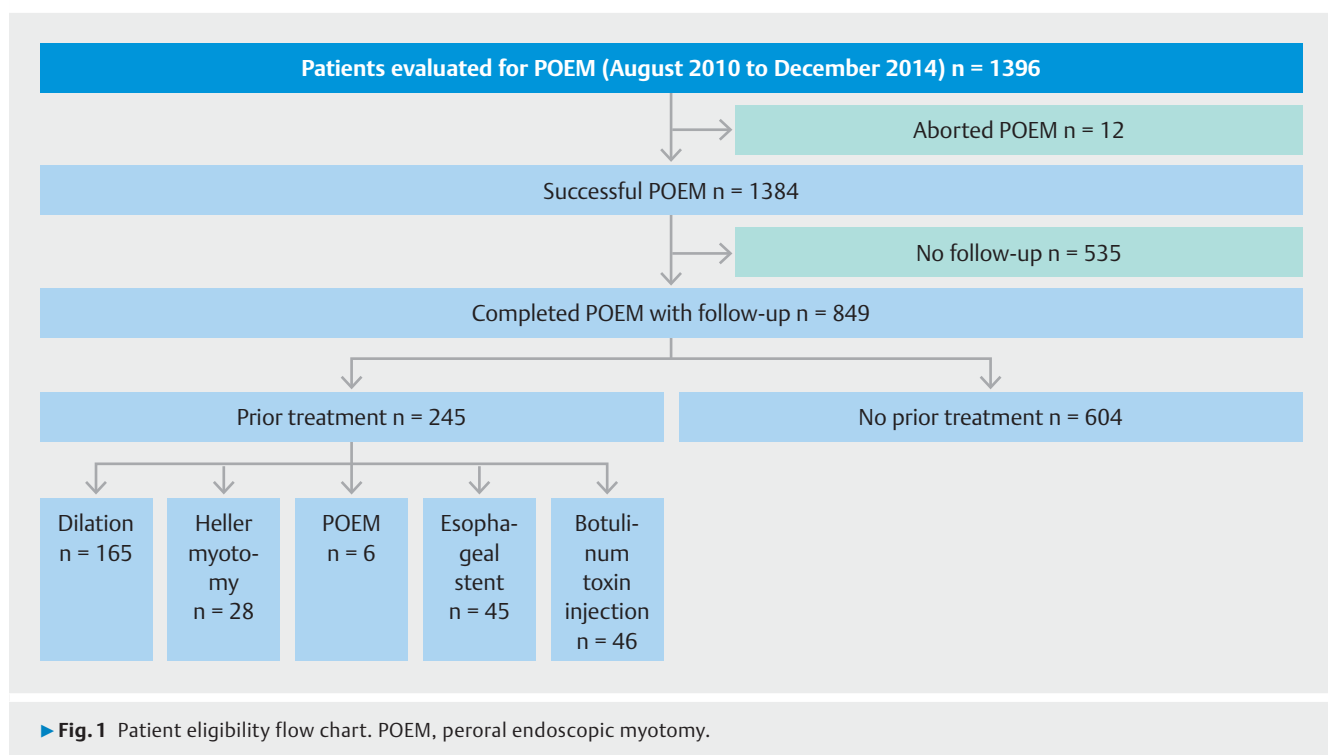 Patients evaluated for POEM (August 2010 to December 2014) n = 1396
Aborted POEM n = 12
Successful POEM n = 1384
No follow-up n = 535
Completed POEM with follow-up n = 849
Prior treatment n = 245
No prior treatment n = 604
Dilation
n = 165
Heller
myoto-
my
n = 28
POEM
n = 6
Esopha-
geal
stent
n = 45
Botuli-
num
toxin
injection
n = 46
▶ Fig. 1 Patient eligibility flow chart. POEM, peroral endoscopic myotomy.